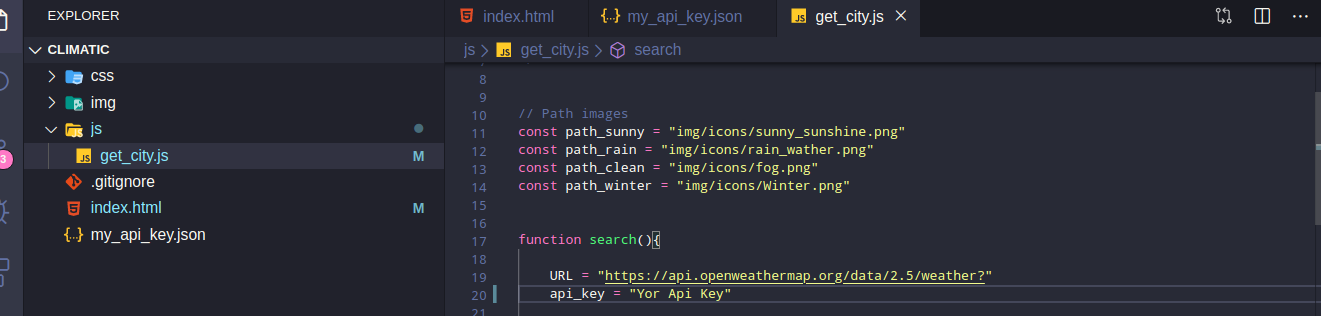 EXPLORER
CLIMATIC
css
img
js
get_city.js M
.gitignore
index.html M
my_api_key.json
3
index.html my_api_key.json JS get_city.js
js > JS get_city.js > search
8
9
10 // Path images
11 const path_sunny = "img/icons/sunny_sunshine.png"
12 const path_rain = "img/icons/rain_wather.png"
13 const path_clean = "img/icons/fog.png"
14 const path_winter = "img/icons/Winter.png"
15
16
17 function search(){
18
19 URL = "https://api.openweathermap.org/data/2.5/weather?"
20 api_key = "Yor Api Key"
21